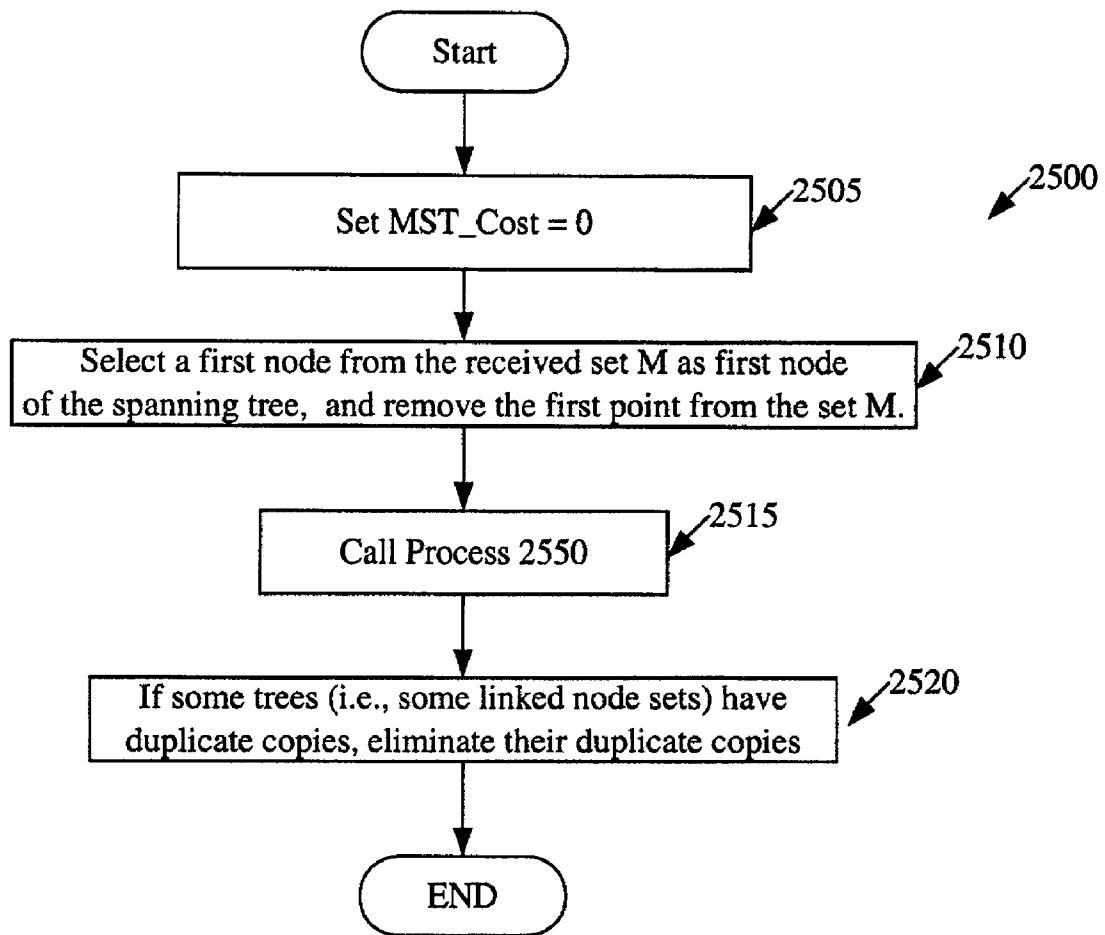 Start
2500
2505
Set MST_Cost = 0
2510
Select a first node from the received set M as first node
of the spanning tree, and remove the first point from the set M.
2515
Call Process 2550
2520
If some trees (i.e., some linked node sets) have
duplicate copies, eliminate their duplicate copies
END